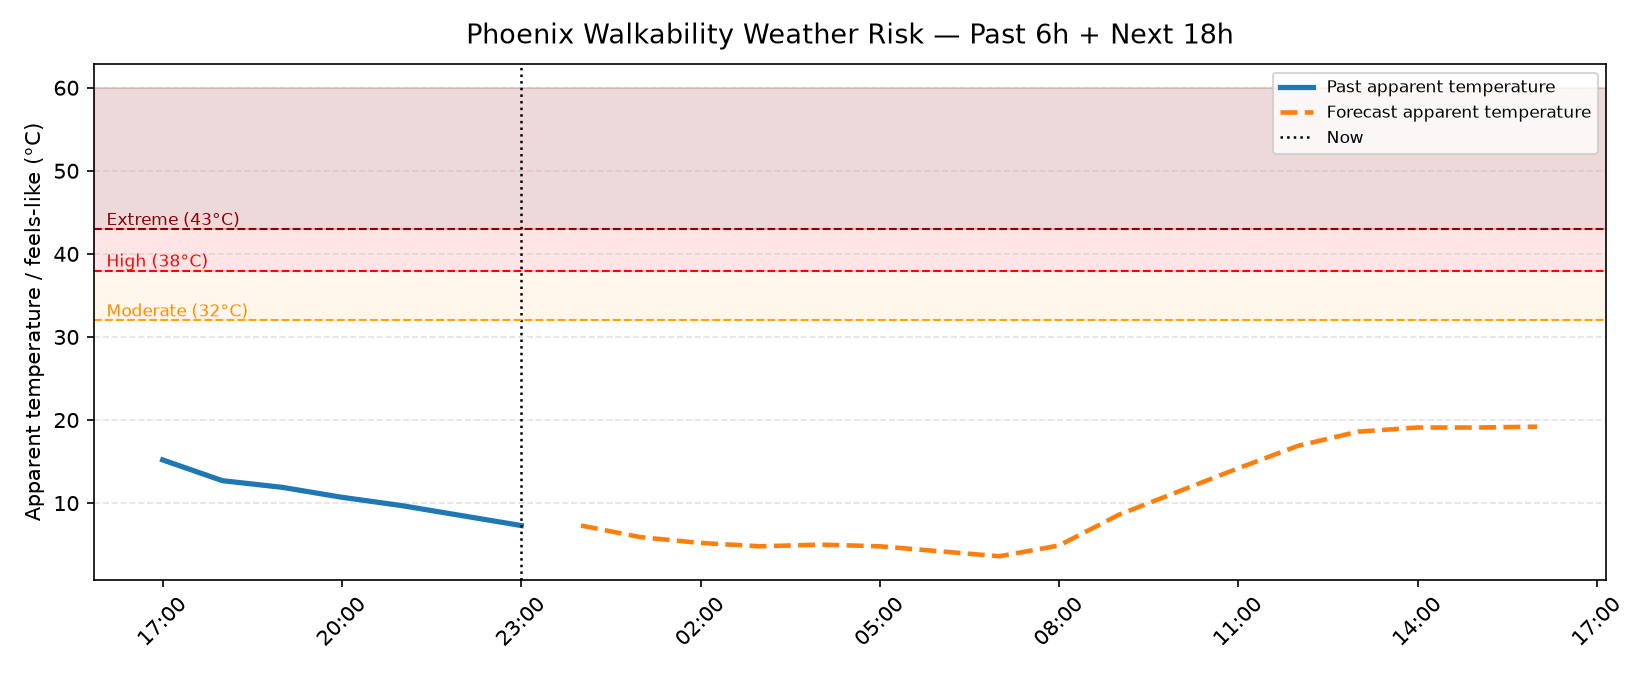 Phoenix Walkability Weather Risk — Past 6h + Next 18h
Apparent temperature / feels-like (°C)
60
50
40
30
20
10
Extreme (43°C)
High (38°C)
Moderate (32°C)
Past apparent temperature
Forecast apparent temperature
Now
17:00
20:00
23:00
02:00
05:00
08:00
11:00
14:00
17:00